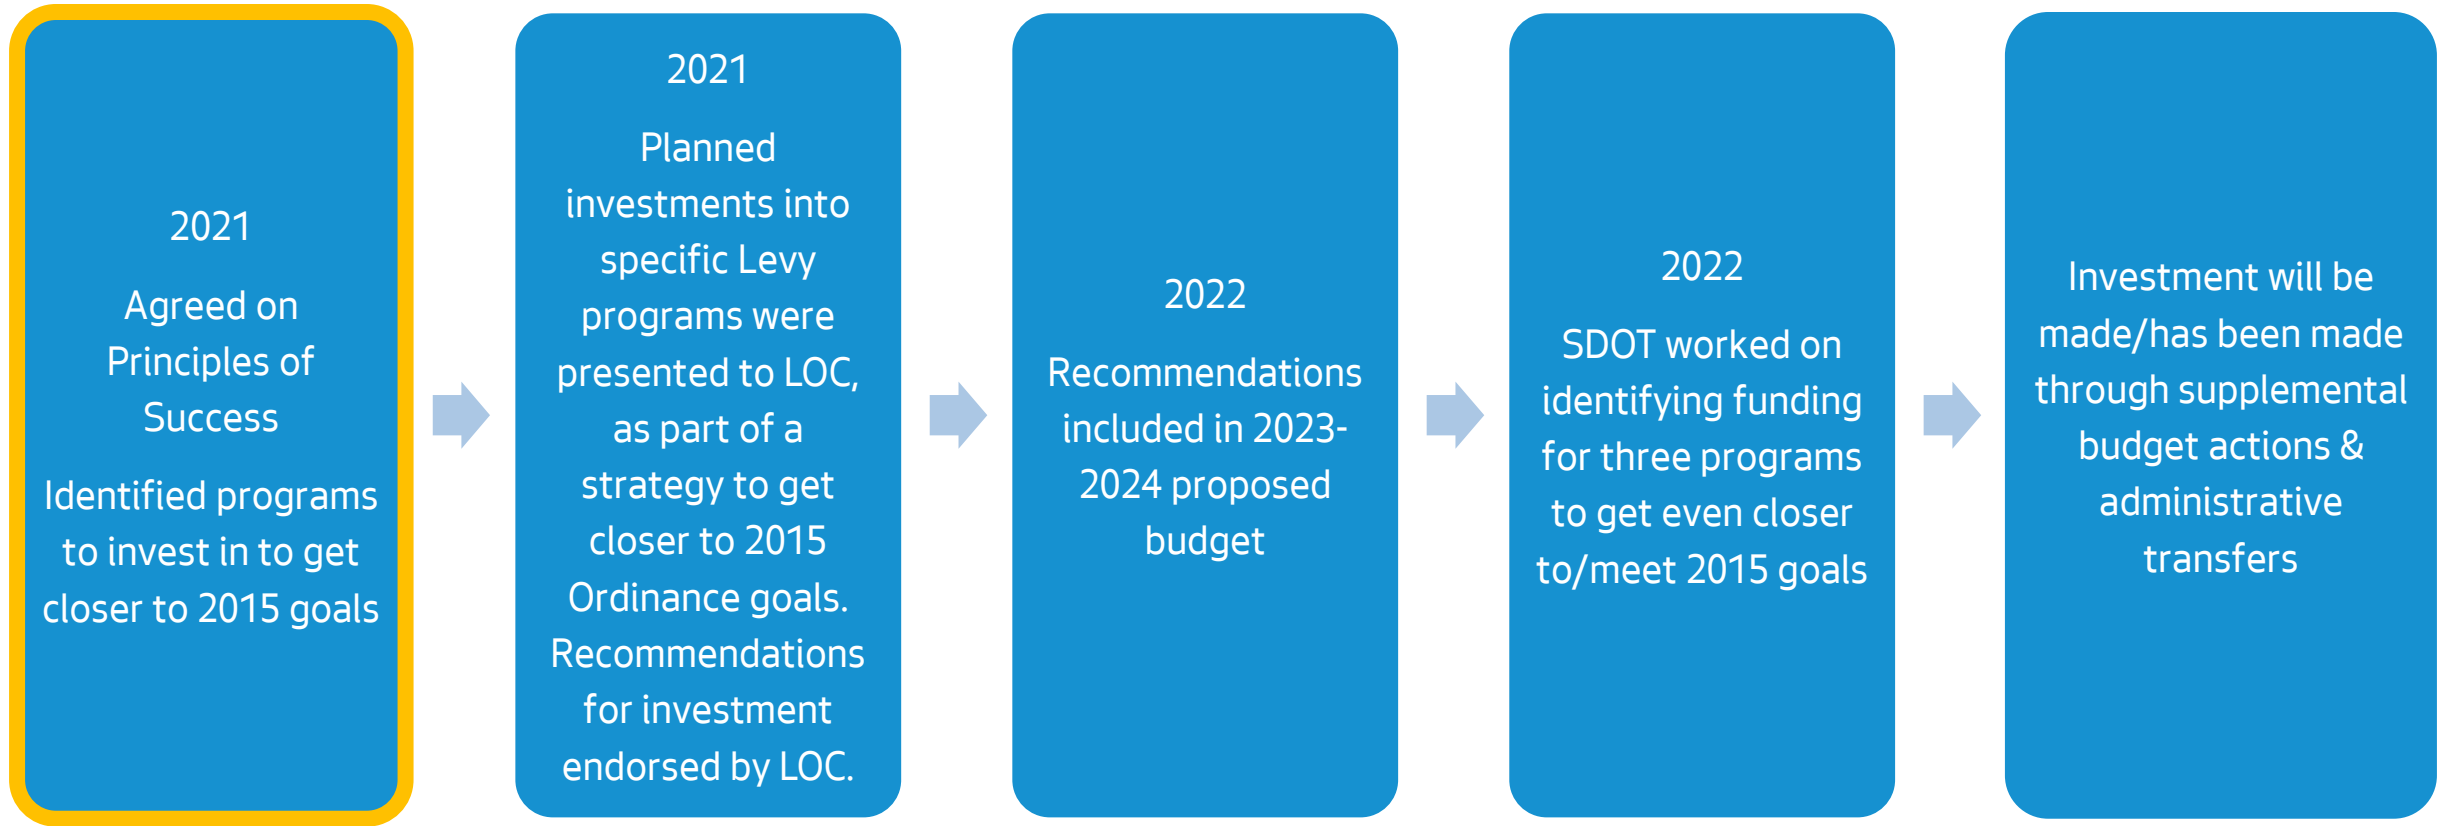 2021
Agreed on
Principles of
Success
Identified programs
to invest in to get
closer to 2015 goals
2021
Planned
investments into
specific Levy
programs were
presented to LOC,
as part of a
strategy to get
closer to 2015
Ordinance goals.
Recommendations
for investment
endorsed by LOC.
2022
Recommendations
included in 2023-
2024 proposed
budget
2022
SDOT worked on
identifying funding
for three programs
to get even closer
to/meet 2015 goals
Investment will be
made/has been made
through supplemental
budget actions &
administrative
transfers